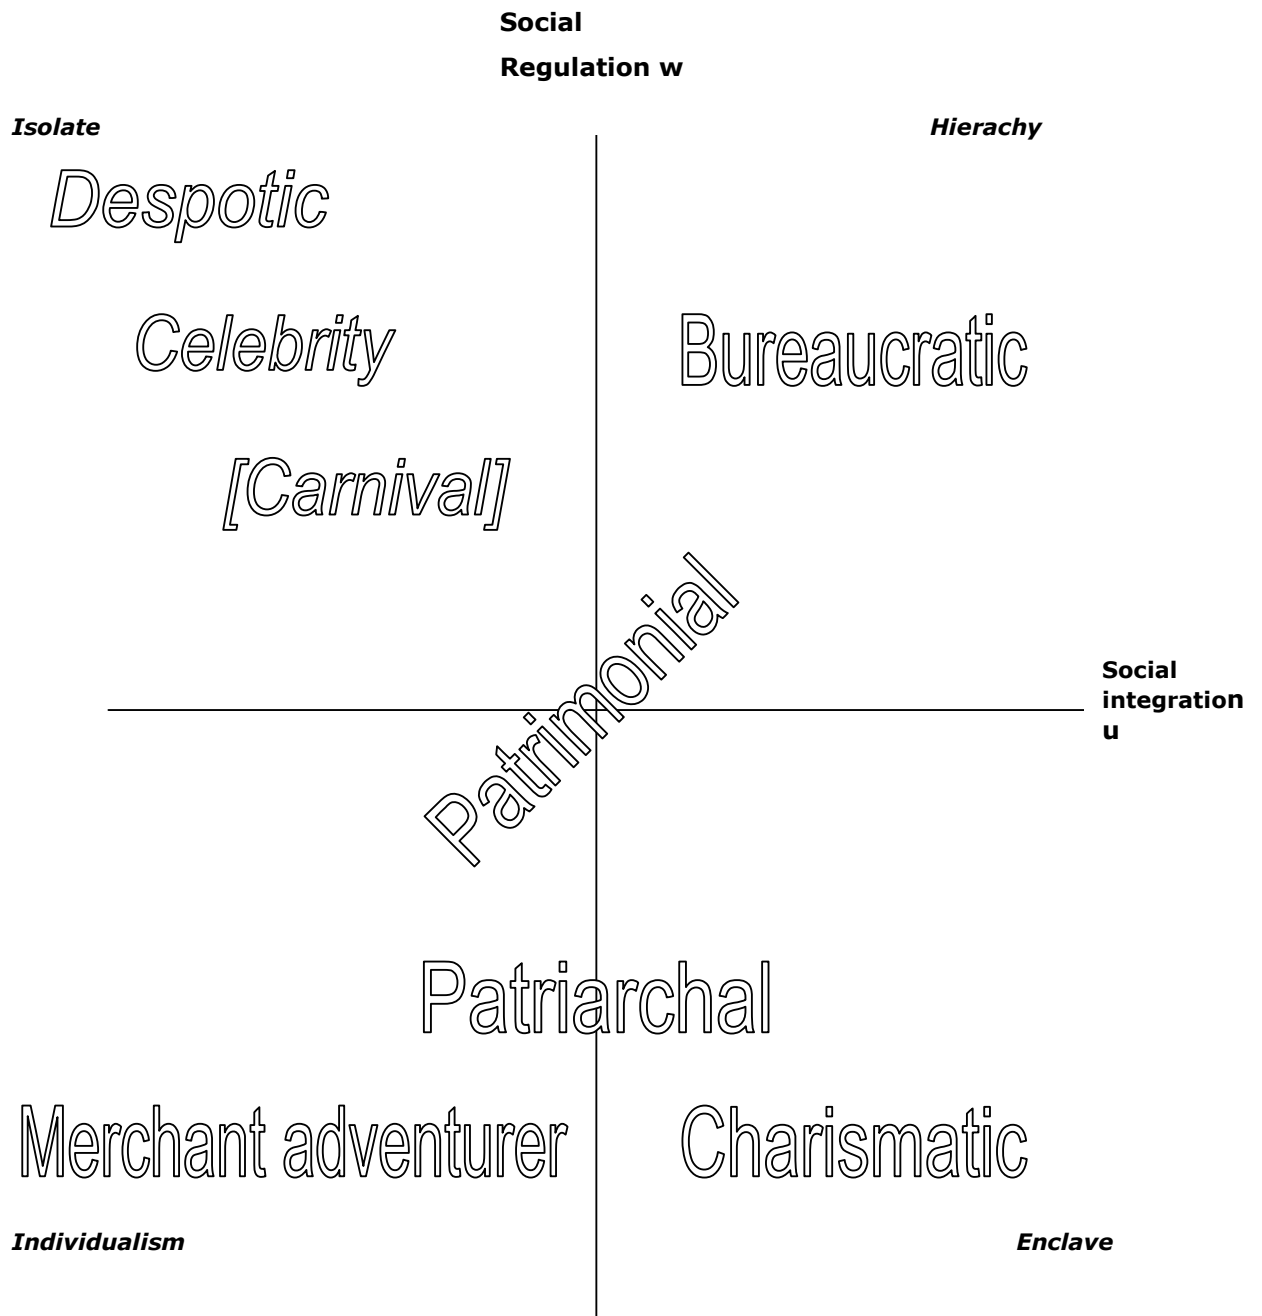 Social
Regulation w
Isolate
Hierachy
Despotic
Celebrity
Bureaucratic
[Carnival]
Patrimonial
Social
integration
u
Patriarchal
Merchant adventurer
Charismatic
Individualism
Enclave